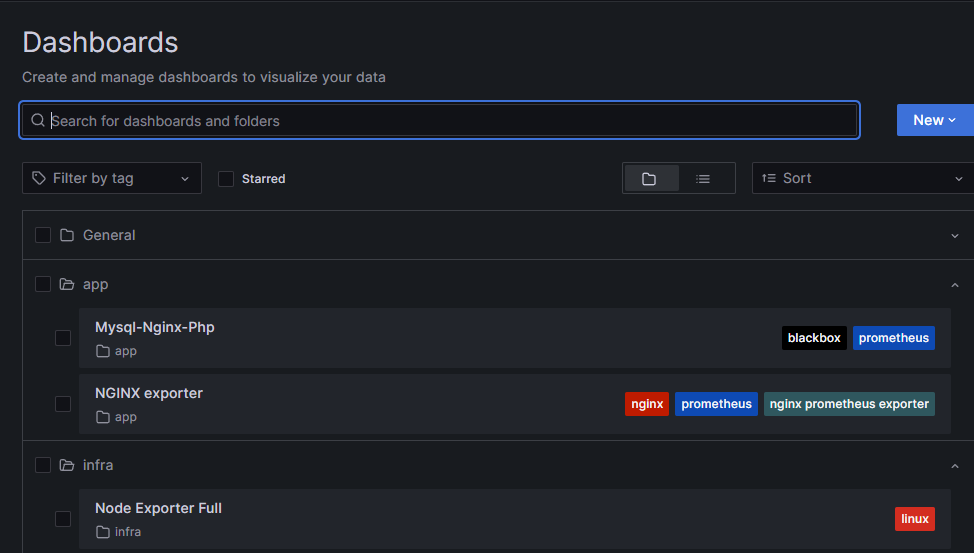 Dashboards
Create and manage dashboards to visualize your data
Search for dashboards and folders
New
Filter by tag
Starred
Sort
General
app
Mysql-Nginx-Php
app
blackbox
prometheus
NGINX exporter
app
nginx
prometheus
nginx prometheus exporter
infra
Node Exporter Full
infra
linux